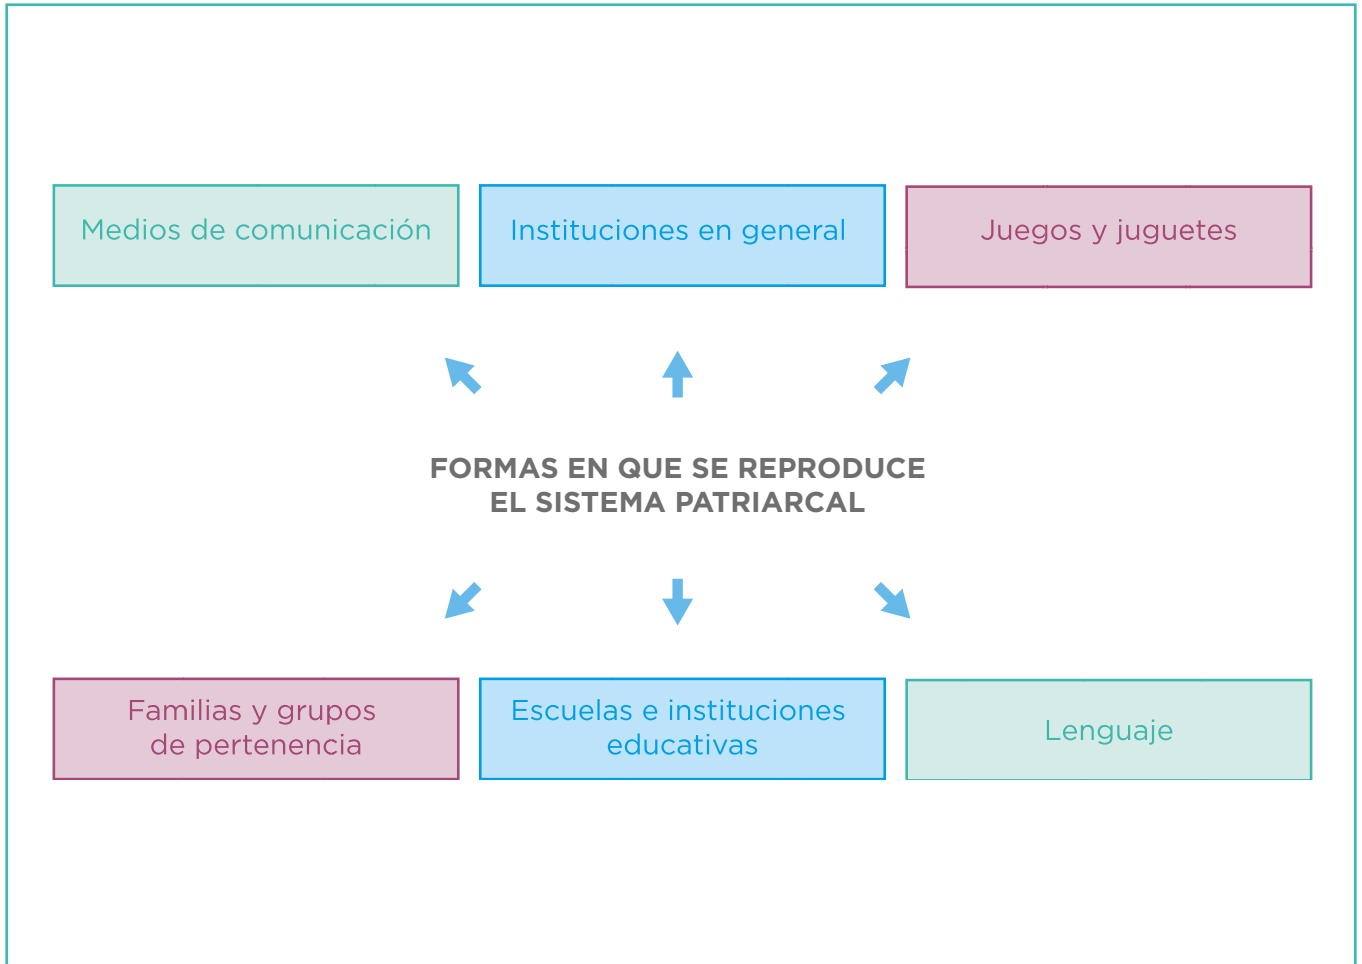 Medios de comunicación
Instituciones en general
Juegos y juguetes
FORMAS EN QUE SE REPRODUCE
EL SISTEMA PATRIARCAL
Familias y grupos
de pertenencia
Escuelas e instituciones
educativas
Lenguaje